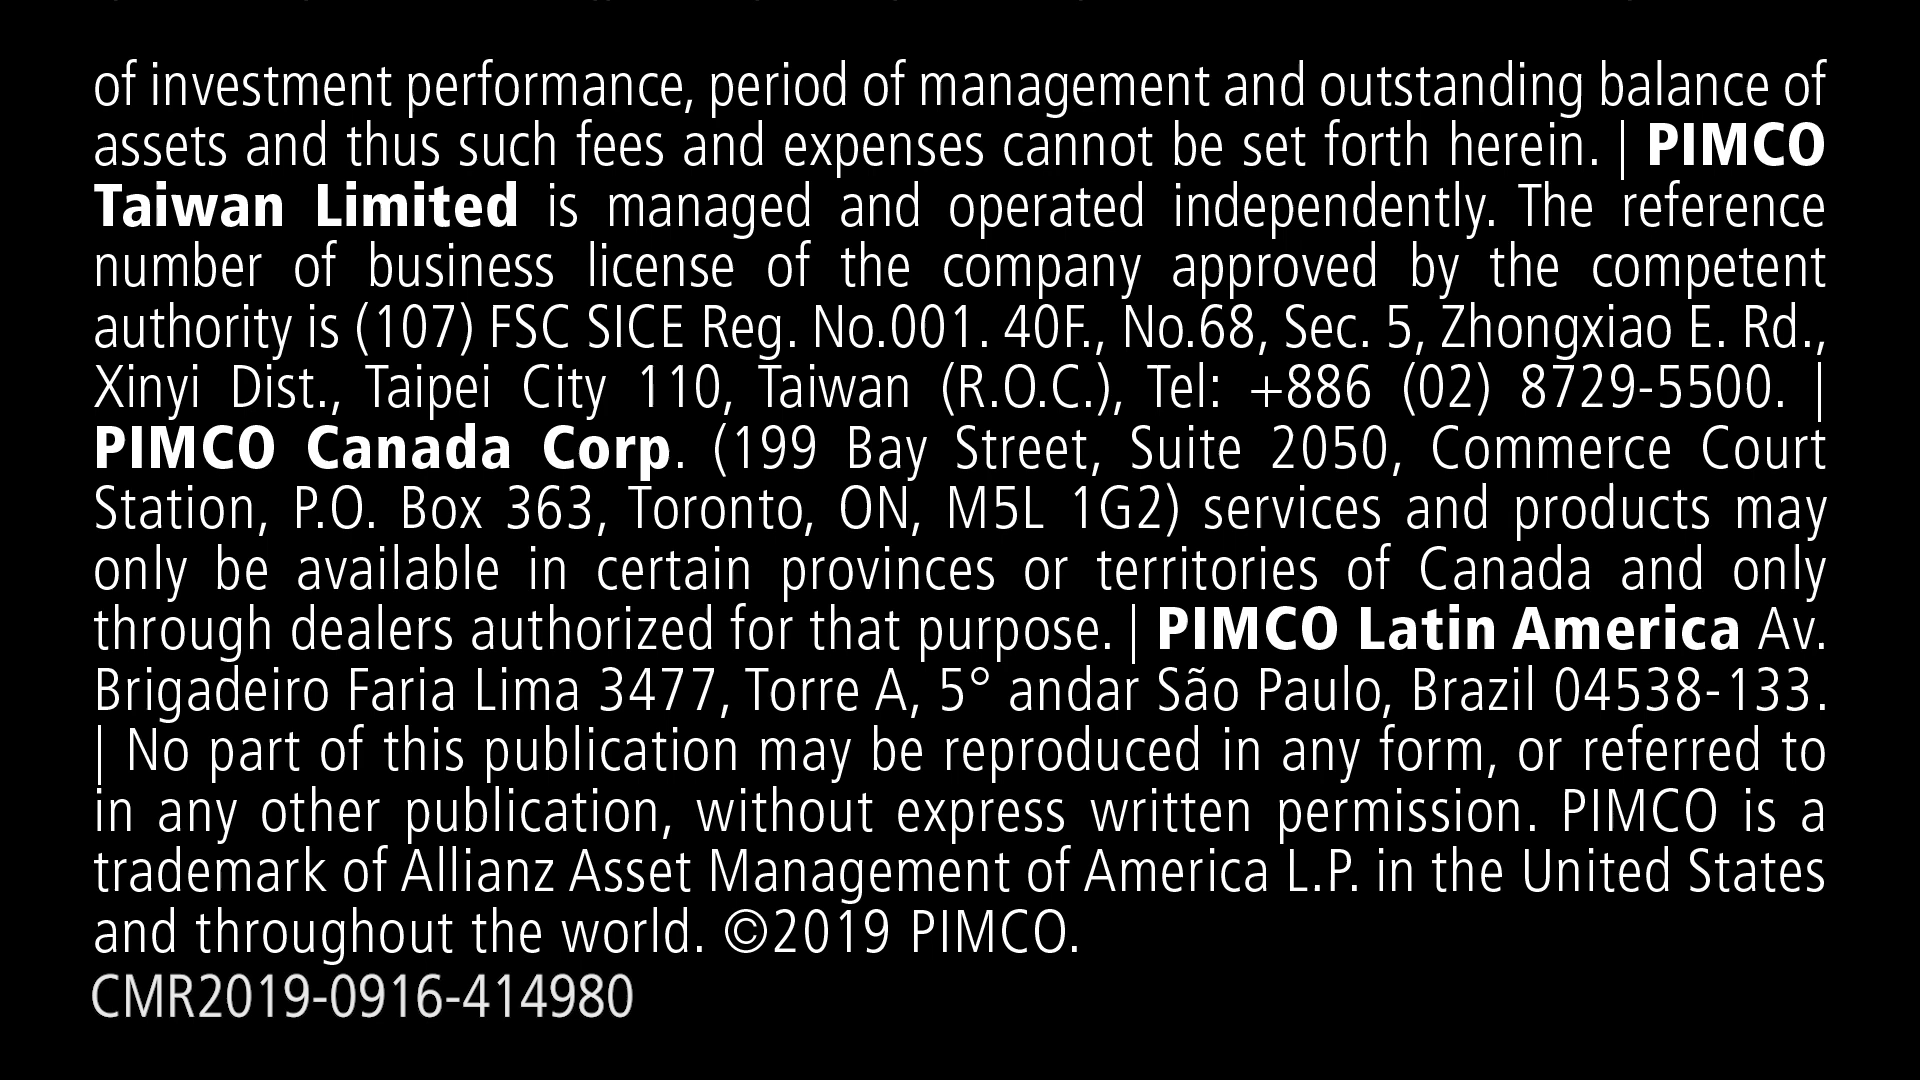 of investment performance, period of management and outstanding balance of
assets and thus such fees and expenses cannot be set forth herein. | PIMCO
Taiwan Limited is managed and operated independently. The reference
number of business license of the company approved by the competent
authority is (107) FSC SICE Reg. No.001. 40F., No.68, Sec. 5, Zhongxiao E. Rd.,
Xinyi Dist., Taipei City 110, Taiwan (R.O.C.), Tel: +886 (02) 8729-5500. |
PIMCO Canada Corp. (199 Bay Street, Suite 2050, Commerce Court
Station, P.O. Box 363, Toronto, ON, M5L 1G2) services and products may
only be available in certain provinces or territories of Canada and only
through dealers authorized for that purpose. | PIMCO Latin America Av.
Brigadeiro Faria Lima 3477, Torre A, 5° andar São Paulo, Brazil 04538-133.
| No part of this publication may be reproduced in any form, or referred to
in any other publication, without express written permission. PIMCO is a
trademark of Allianz Asset Management of America L.P. in the United States
and throughout the world. ©2019 PIMCO.
CMR2019-0916-414980